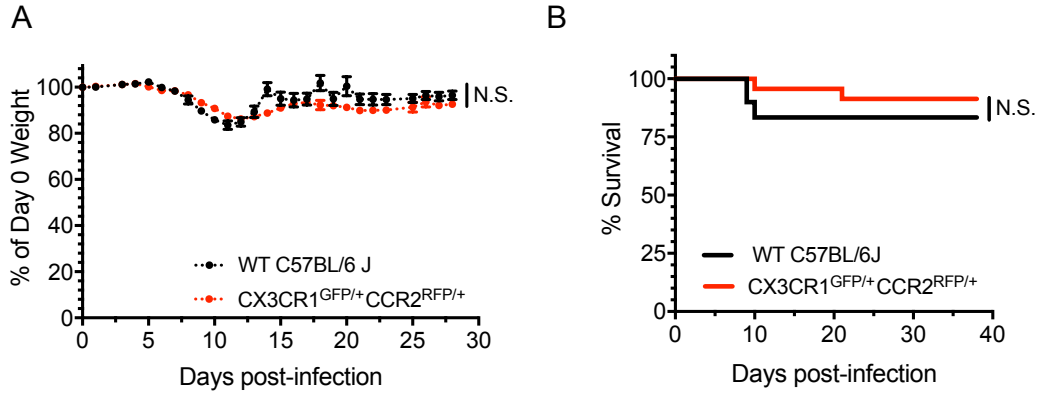 A
% of Day 0 Weight
100
80
60
40
20
0
0 5 10 15 20 25 30
Days post-infection
N.S.
WT C57BL/6 J
CX3CR1GFP/+CCR2RFP/+
B
% Survival
100
75
50
25
0
0 10 20 30 40
Days post-infection
N.S.
WT C57BL/6J
CX3CR1GFP/+CCR2RFP/+